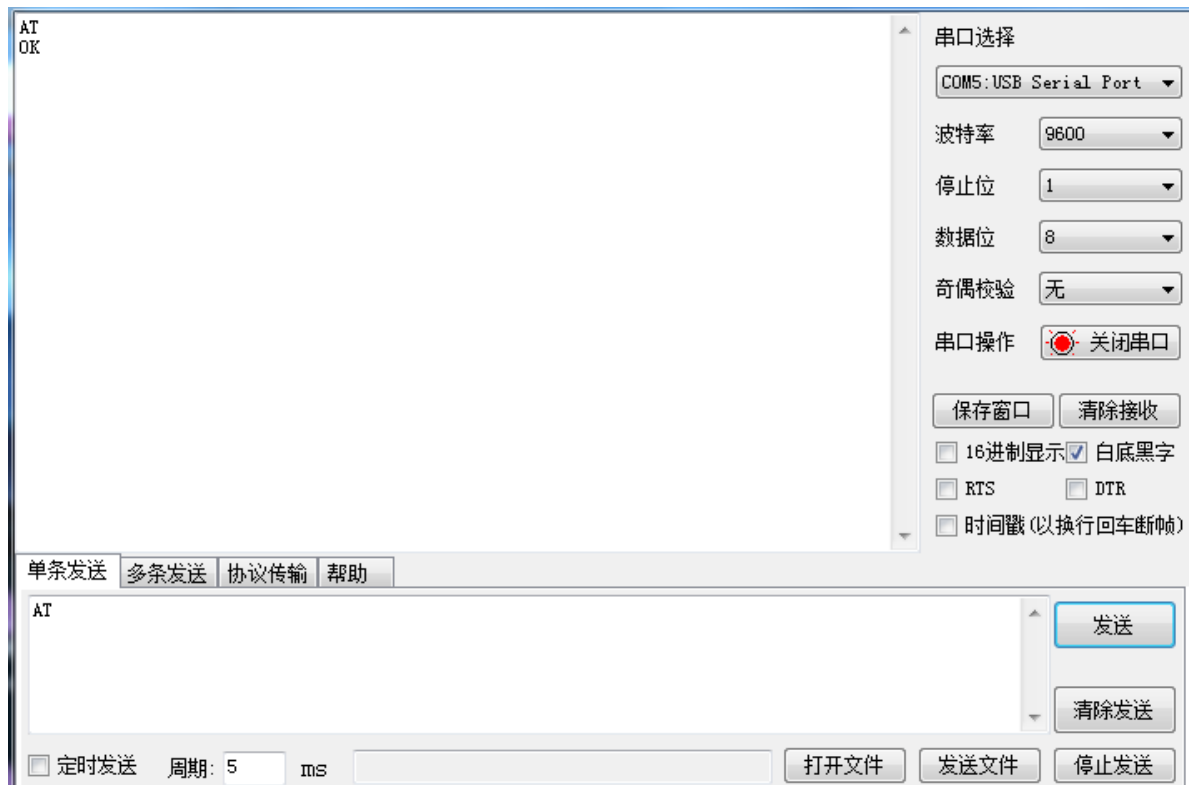 AT
OK
串口选择
COM5:USB Serial Port
波特率 9600
停止位 1
数据位 8
奇偶校验 无
串口操作 关闭串口
保存窗口 清除接收
16进制显示 白底黑字
RTS DTR
时间戳(以换行回车断帧)
单条发送 多条发送 协议传输 帮助
AT
发送
清除发送
定时发送 周期: 5 ms 打开文件 发送文件 停止发送